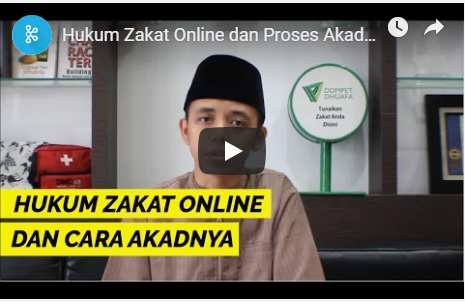 Hukum Zakat Online dan Proses Akad...
DOMPET
DHUAFA
Tunaikan
Zakat Anda
Disini
HUKUM ZAKAT ONLINE
DAN CARA AKADNYA